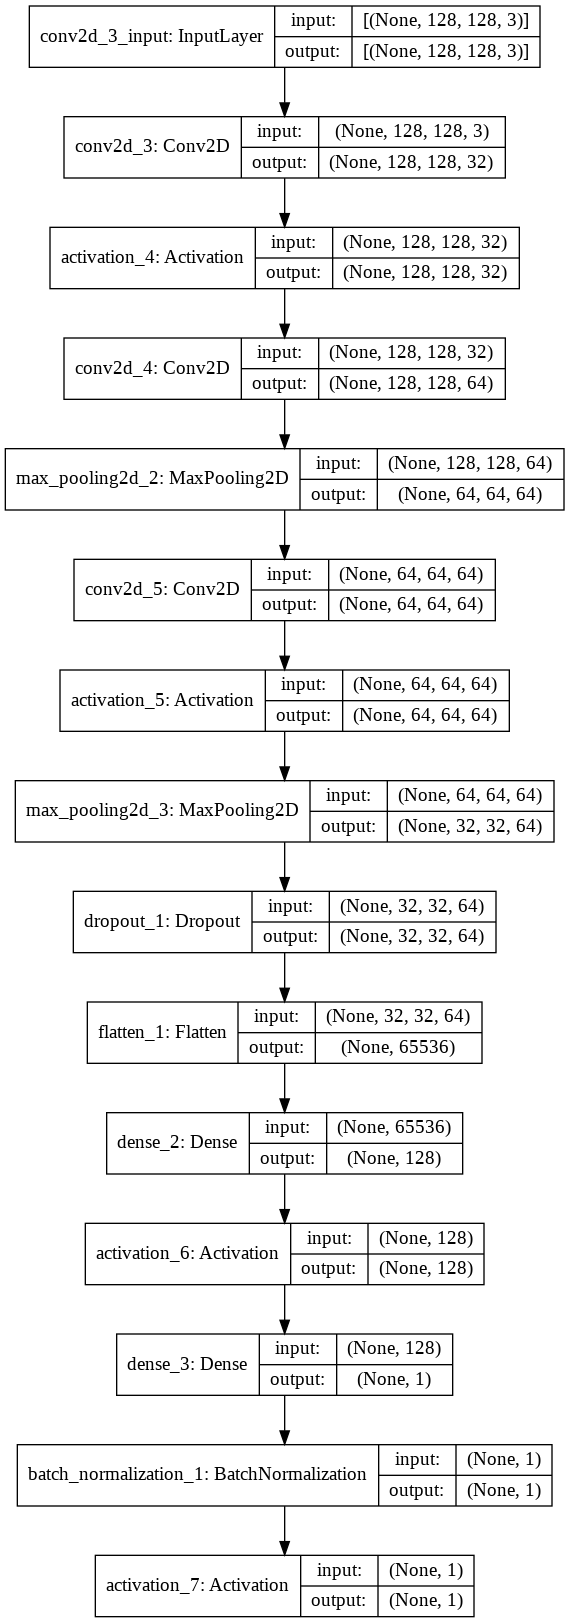 conv2d_3_input: InputLayer
input: [(None, 128, 128, 3)]
output: [(None, 128, 128, 3)]
conv2d_3: Conv2D
input: (None, 128, 128, 3)
output: (None, 128, 128, 32)
activation_4: Activation
input: (None, 128, 128, 32)
output: (None, 128, 128, 32)
conv2d_4: Conv2D
input: (None, 128, 128, 32)
output: (None, 128, 128, 64)
max_pooling2d_2: MaxPooling2D
input: (None, 128, 128, 64)
output: (None, 64, 64, 64)
conv2d_5: Conv2D
input: (None, 64, 64, 64)
output: (None, 64, 64, 64)
activation_5: Activation
input: (None, 64, 64, 64)
output: (None, 64, 64, 64)
max_pooling2d_3: MaxPooling2D
input: (None, 64, 64, 64)
output: (None, 32, 32, 64)
dropout_1: Dropout
input: (None, 32, 32, 64)
output: (None, 32, 32, 64)
flatten_1: Flatten
input: (None, 32, 32, 64)
output: (None, 65536)
dense_2: Dense
input: (None, 65536)
output: (None, 128)
activation_6: Activation
input: (None, 128)
output: (None, 128)
dense_3: Dense
input: (None, 128)
output: (None, 1)
batch_normalization_1: BatchNormalization
input: (None, 1)
output: (None, 1)
activation_7: Activation
input: (None, 1)
output: (None, 1)